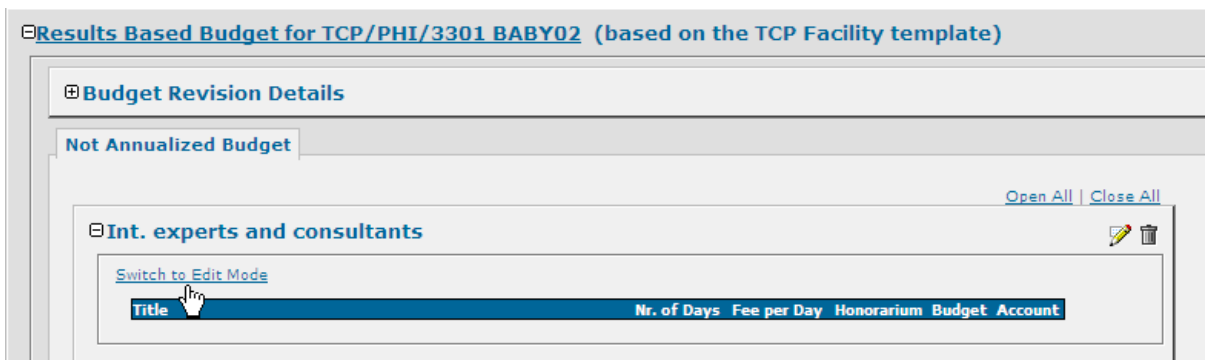 Results Based Budget for TCP/PHI/3301 BABY02 (based on the TCP Facility template)
Budget Revision Details
Not Annualized Budget
Open All | Close All
Int. experts and consultants
Switch to Edit Mode
Title Nr. of Days Fee per Day Honorarium Budget Account